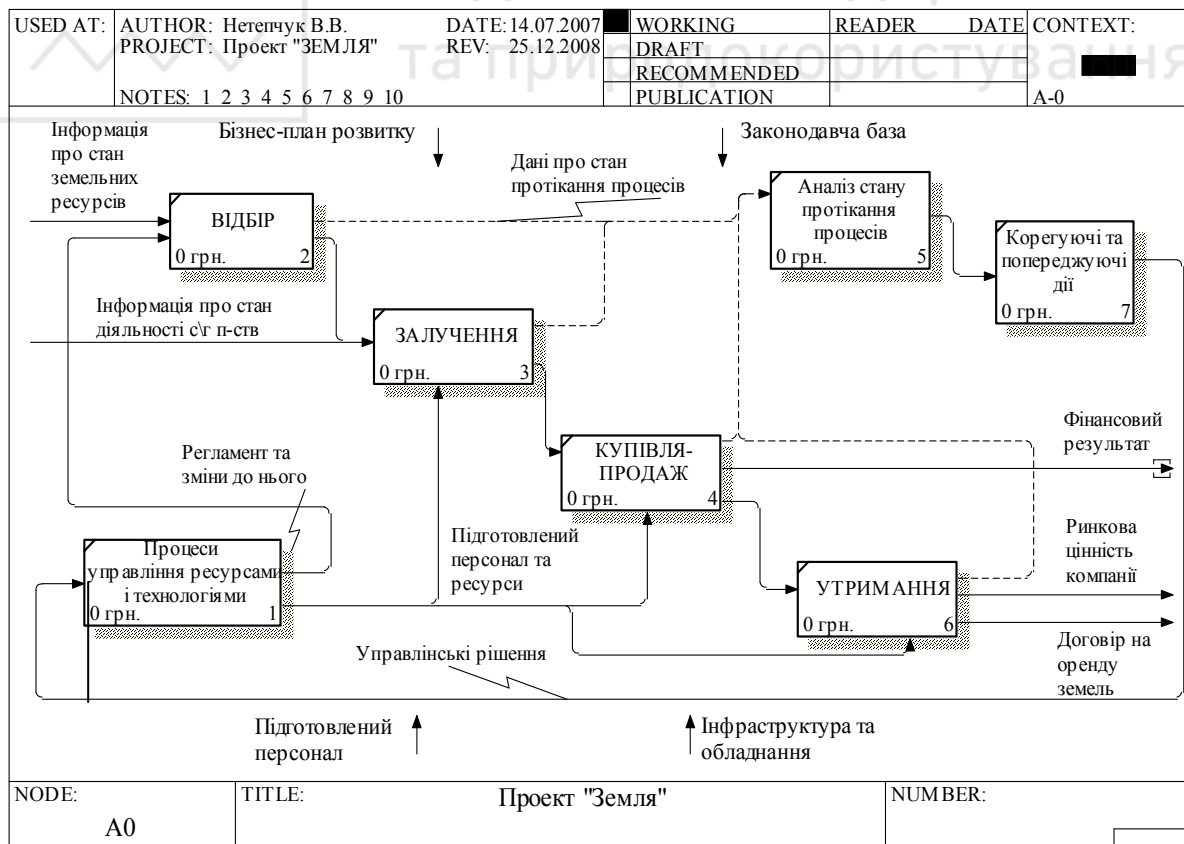 USED AT:
AUTHOR: Нетепчук В.В.
DATE: 14.07.2007
PROJECT: Проект "ЗЕМЛЯ"
REV: 25.12.2008
NOTES: 1 2 3 4 5 6 7 8 9 10
WORKING
DRAFT
RECOMMENDED
PUBLICATION
READER
DATE
CONTEXT:
A-0
та природокористування
Інформація
про стан
земельних
ресурсів
Бізнес-план розвитку
Законодавча база
Дані про стан
протікання процесів
ВІДБІР
0 грн.
2
Аналіз стану
протікання
процесів
0 грн.
5
Корегуючі та
попереджуючі
дії
0 грн.
7
Інформація про стан
діяльності с\г п-ств
ЗАЛУЧЕННЯ
0 грн.
3
Фінансовий
результат
КУПІВЛЯ-
ПРОДАЖ
0 грн.
4
Регламент та
зміни до нього
Підготовлений
персонал та
ресурси
Ринкова
цінність
компанії
Процеси
управління ресурсами
і технологіями
0 грн.
1
УТРИМАННЯ
0 грн.
6
Управлінські рішення
Договір на
оренду
земель
Підготовлений
персонал
Інфраструктура та
обладнання
NODE:
A0
TITLE:
Проект "Земля"
NUMBER: